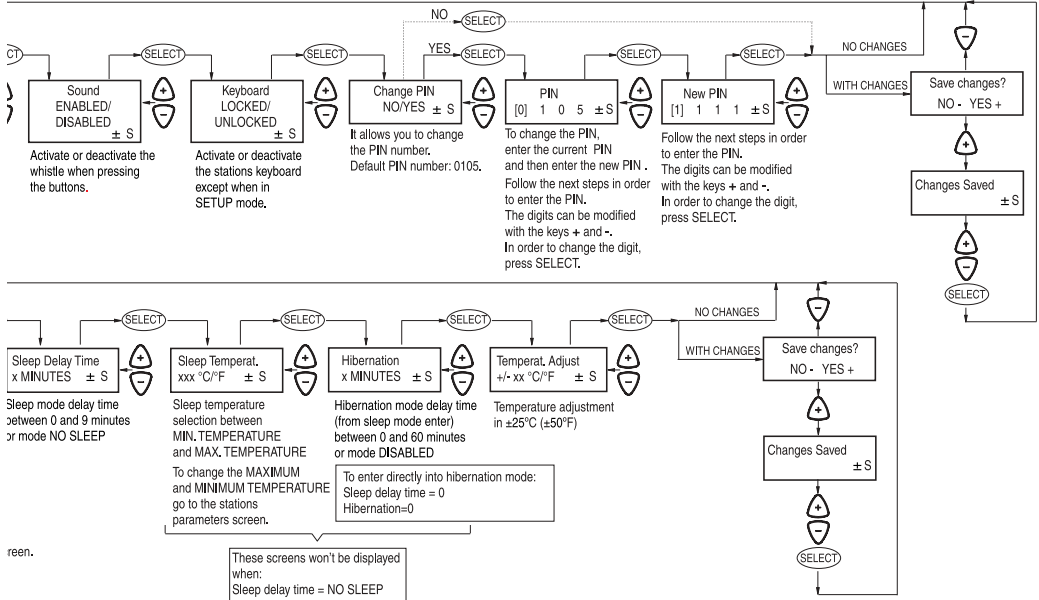 NO
SELECT
CT
SELECT
SELECT
YES
SELECT
SELECT
SELECT
NO CHANGES
WITH CHANGES
Sound
ENABLED/
DISABLED
± S
+
-
Activate or deactivate the
whistle when pressing
the buttons.
Keyboard
LOCKED/
UNLOCKED
± S
+
-
Activate or deactivate
the stations keyboard
except when in
SETUP mode.
Change PIN
NO/YES ± S
+
-
It allows you to change
the PIN number.
Default PIN number: 0105.
PIN
[0] 1 0 5 ± S
+
-
To change the PIN,
enter the current PIN
and then enter the new PIN .
Follow the next steps in order
to enter the PIN.
The digits can be modified
with the keys + and -.
In order to change the digit,
press SELECT.
New PIN
[1] 1 1 1 ± S
+
-
Follow the next steps in order
to enter the PIN.
The digits can be modified
with the keys + and -.
In order to change the digit,
press SELECT.
-
Save changes?
NO - YES +
+
Changes Saved
± S
+
-
SELECT
SELECT
SELECT
SELECT
SELECT
NO CHANGES
WITH CHANGES
Sleep Delay Time
x MINUTES ± S
+
-
Sleep mode delay time
between 0 and 9 minutes
or mode NO SLEEP
Sleep Temperat.
xxx °C/°F ± S
+
-
Sleep temperature
selection between
MIN. TEMPERATURE
and MAX. TEMPERATURE
To change the MAXIMUM
and MINIMUM TEMPERATURE
go to the stations
parameters screen.
Hibernation
x MINUTES ± S
+
-
Hibernation mode delay time
(from sleep mode enter)
between 0 and 60 minutes
or mode DISABLED
To enter directly into hibernation mode:
Sleep delay time = 0
Hibernation=0
Temperat. Adjust
+/- xx °C/°F ± S
+
-
Temperature adjustment
in ±25°C (±50°F)
-
Save changes?
NO - YES +
+
Changes Saved
± S
+
-
SELECT
reen.
These screens won't be displayed
when:
Sleep delay time = NO SLEEP